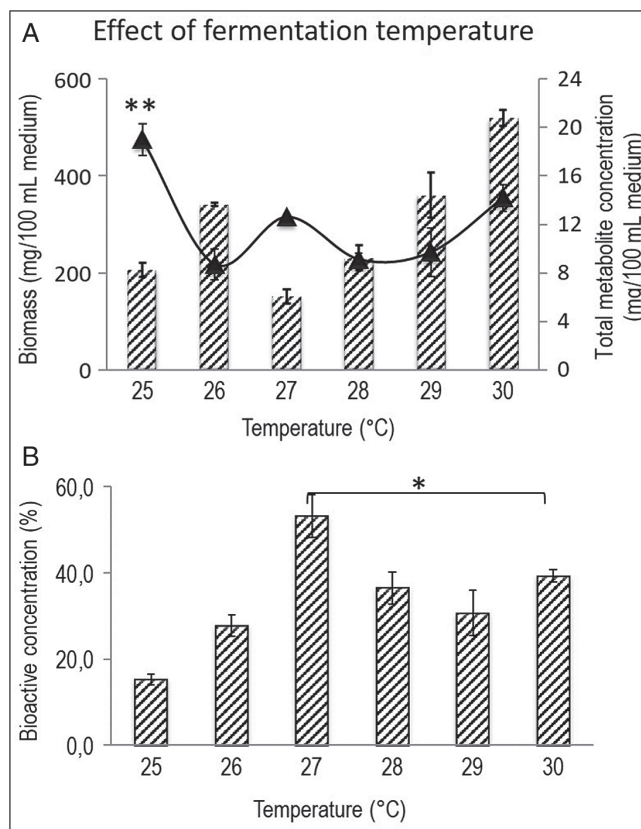 A
Effect of fermentation temperature
Biomass (mg/100 mL medium)
600
400
200
0
**
24
20
16
12
8
4
0
Total metabolite concentration
(mg/100 mL medium)
25 26 27 28 29 30
Temperature (°C)
B
Bioactive concentration (%)
60,0
40,0
20,0
0,0
*
25 26 27 28 29 30
Temperature (°C)